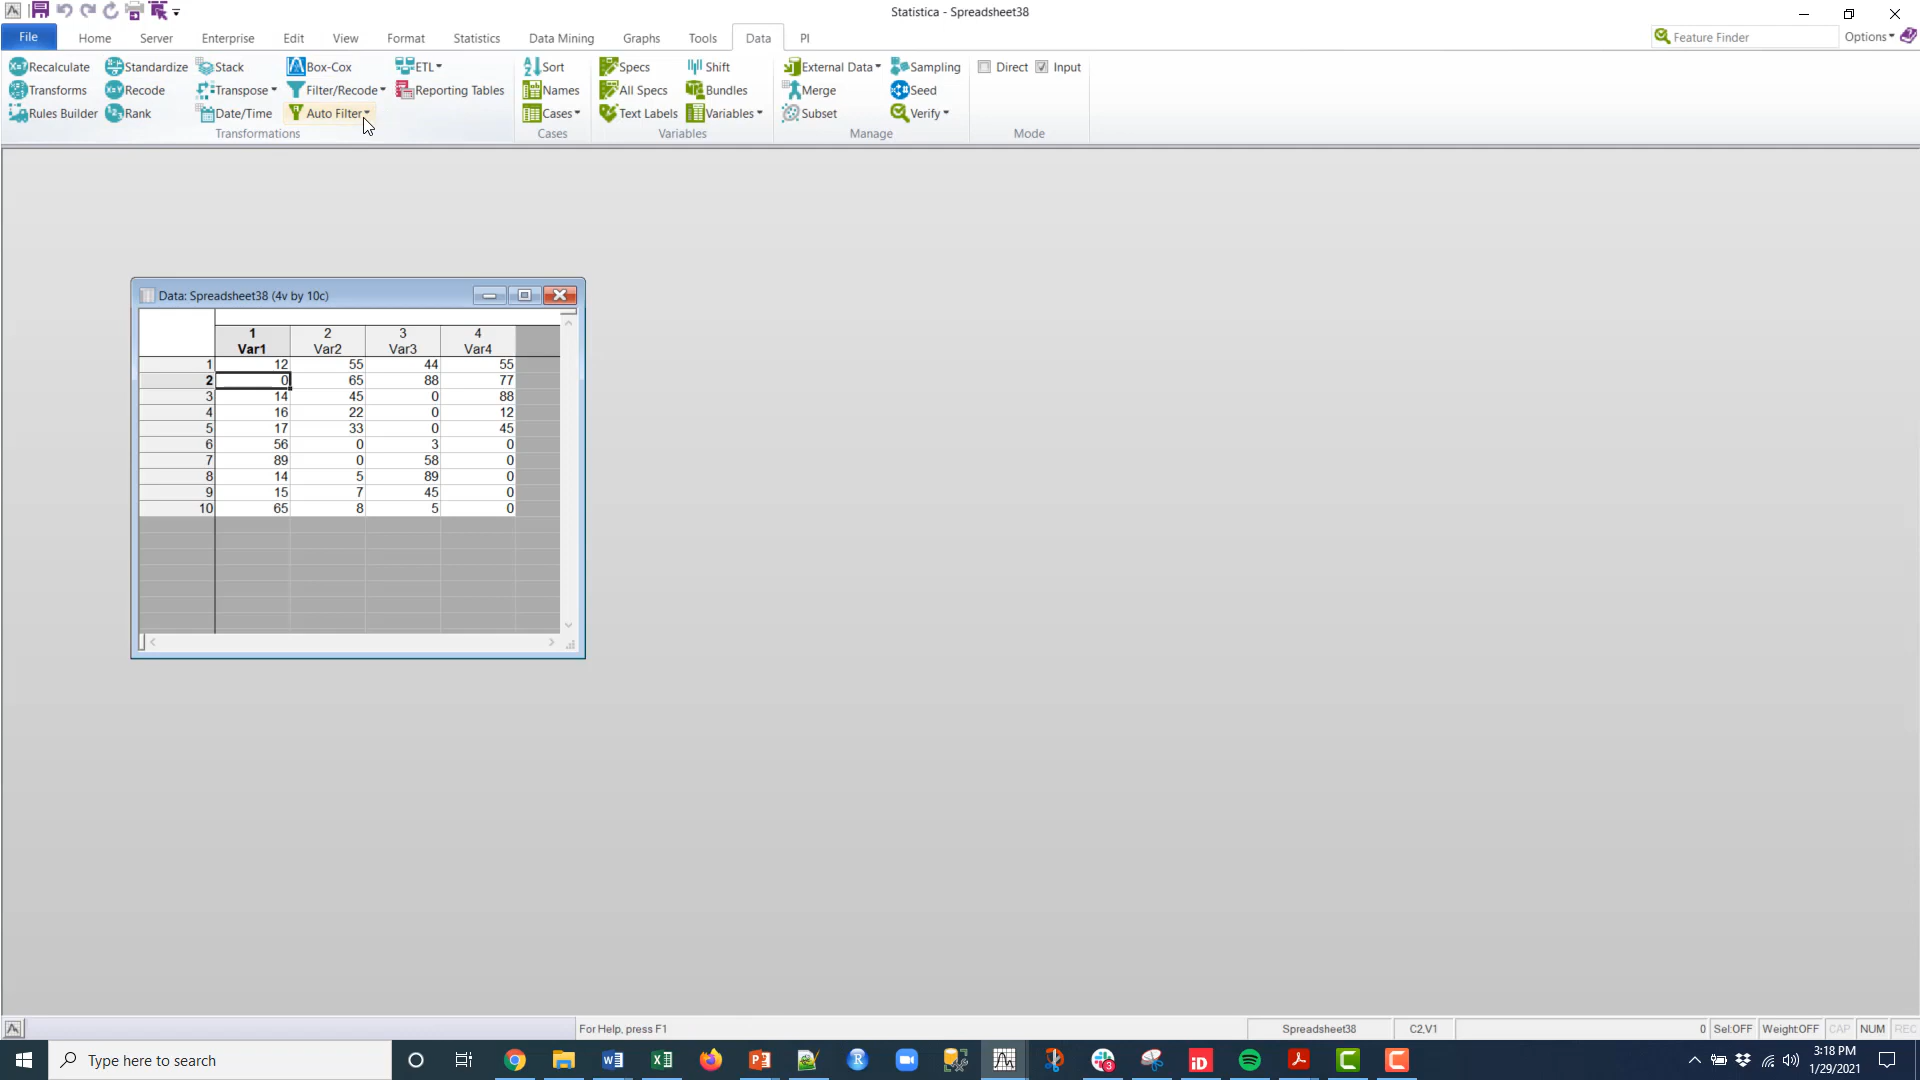 Statistica - Spreadsheet38
File Home Server Enterprise Edit View Format Statistics Data Mining Graphs Tools Data PI Feature Finder Options
Recalculate Standardize Stack Box-Cox ETL Sort Specs Shift External Data Sampling Direct Input
Transforms Recode Transpose Filter/Recode Reporting Tables Names All Specs Bundles Merge Seed
Rules Builder Rank Date/Time Auto Filter Cases Text Labels Variables Subset Verify
Transformations Cases Variables Manage Mode
Data: Spreadsheet38 (4v by 10c)
1 2 3 4
Var1 Var2 Var3 Var4
1 12 55 44 55
2 0 65 88 77
3 14 45 0 88
4 16 22 0 12
5 17 33 0 45
6 56 0 3 0
7 89 0 58 0
8 14 5 89 0
9 15 7 45 0
10 65 8 5 0
For Help, press F1 Spreadsheet38 C2,V1 0 Sel:OFF Weight:OFF CAP NUM REC
Type here to search 3:18 PM
1/29/2021